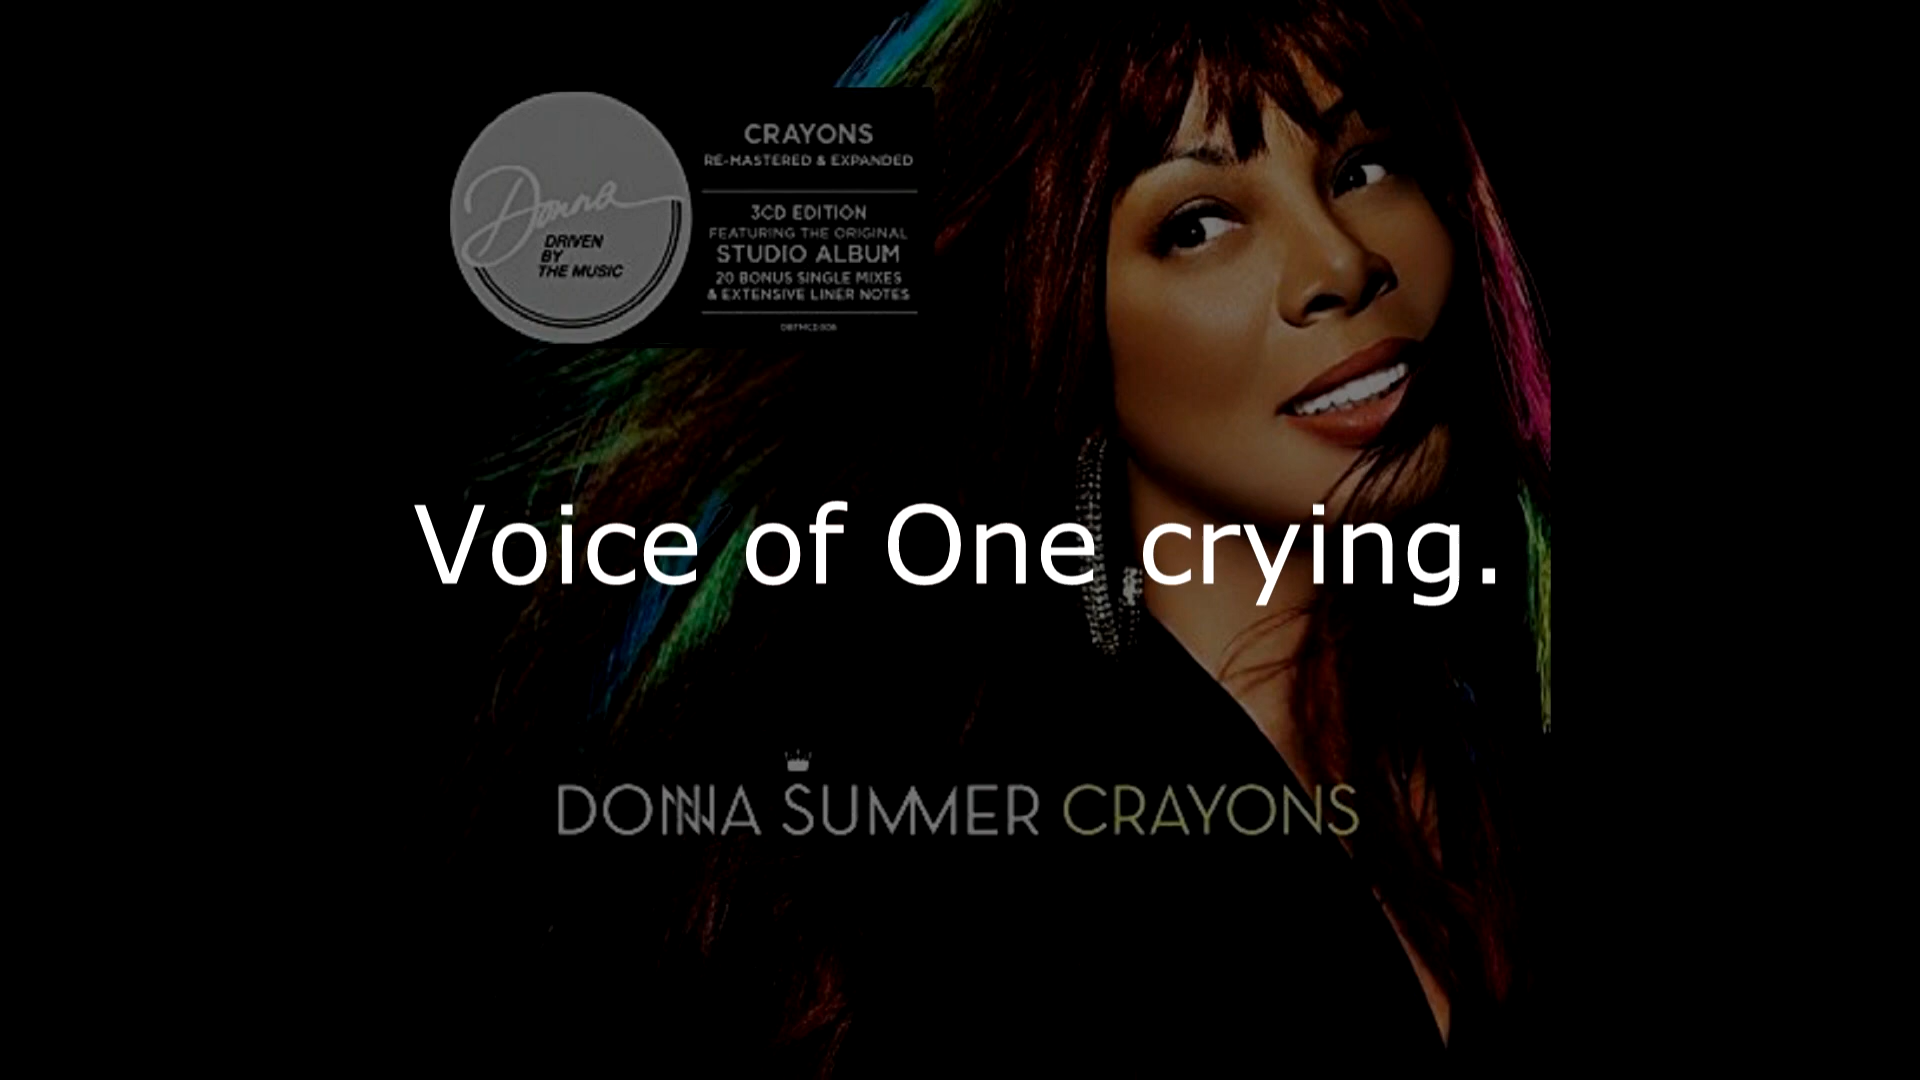 Donna
DRIVEN
BY
THE MUSIC
CRAYONS
RE-MASTERED & EXPANDED
3CD EDITION
FEATURING THE ORIGINAL
STUDIO ALBUM
20 BONUS SINGLE MIXES
& EXTENSIVE LINER NOTES
Voice of One crying.
DONNA SUMMER CRAYONS